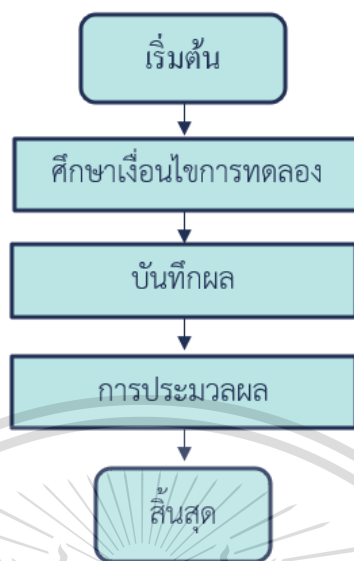 เริ่มต้น
ศึกษาเงื่อนไขการทดลอง
บันทึกผล
การประมวลผล
สิ้นสุด